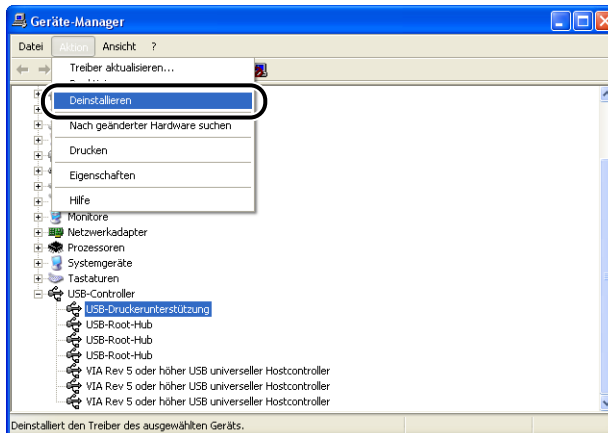 Geräte-Manager
Datei Aktion Ansicht ?
Treiber aktualisieren...
Deinstallieren
Nach geänderter Hardware suchen
Drucken
Eigenschaften
Hilfe
Monitore
Netzwerkadapter
Prozessoren
Systemgeräte
Tastaturen
USB-Controller
USB-Druckerunterstützung
USB-Root-Hub
USB-Root-Hub
USB-Root-Hub
VIA Rev 5 oder höher USB universeller Hostcontroller
VIA Rev 5 oder höher USB universeller Hostcontroller
VIA Rev 5 oder höher USB universeller Hostcontroller
Deinstalliert den Treiber des ausgewählten Geräts.